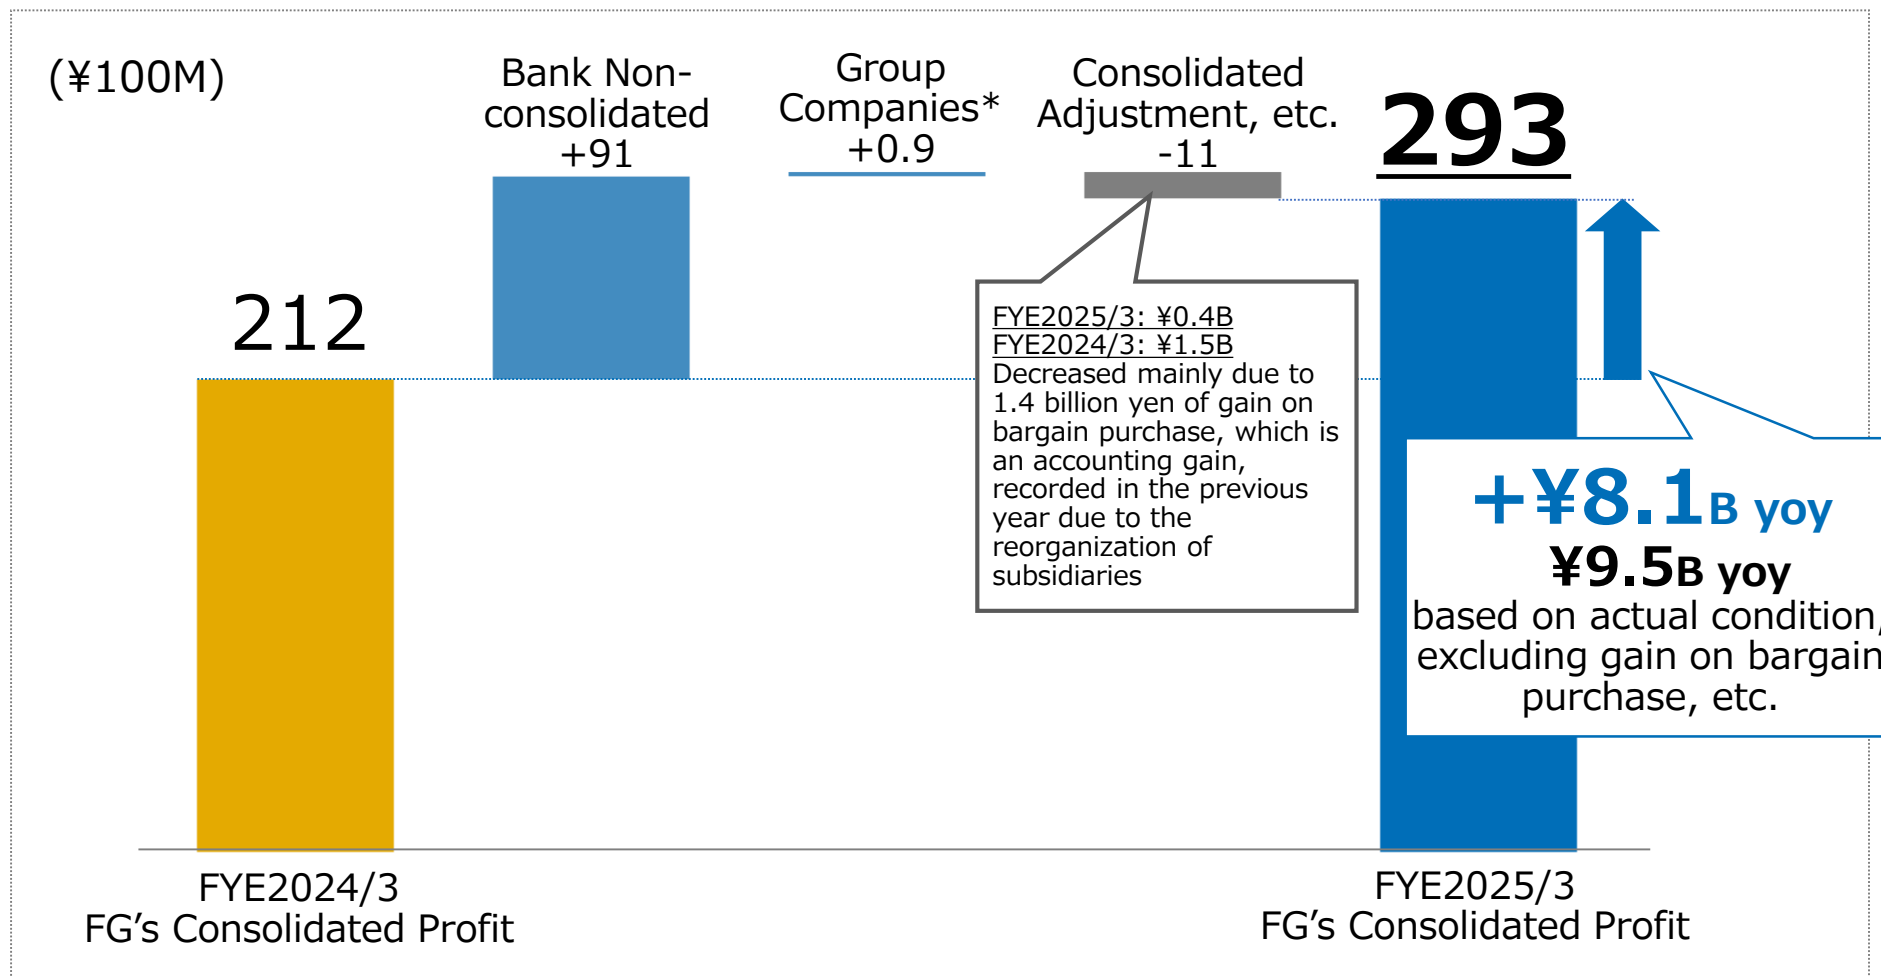 (¥100M)
Bank Non-
consolidated
+91
Group
Companies*
+0.9
Consolidated
Adjustment, etc.
-11
293
212
FYE2025/3: ¥0.4B
FYE2024/3: ¥1.5B
Decreased mainly due to
1.4 billion yen of gain on
bargain purchase, which is
an accounting gain,
recorded in the previous
year due to the
reorganization of
subsidiaries
+¥8.1B yoy
¥9.5B yoy
based on actual condition,
excluding gain on bargain
purchase, etc.
FYE2024/3
FG’s Consolidated Profit
FYE2025/3
FG’s Consolidated Profit